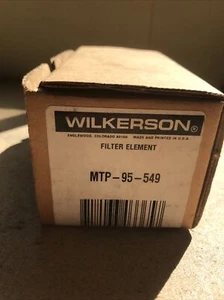 WILKERSON®
ENGLEWOOD, COLORADO 80110 MADE AND PRINTED IN U.S.A.
FILTER ELEMENT
MTP-95-549